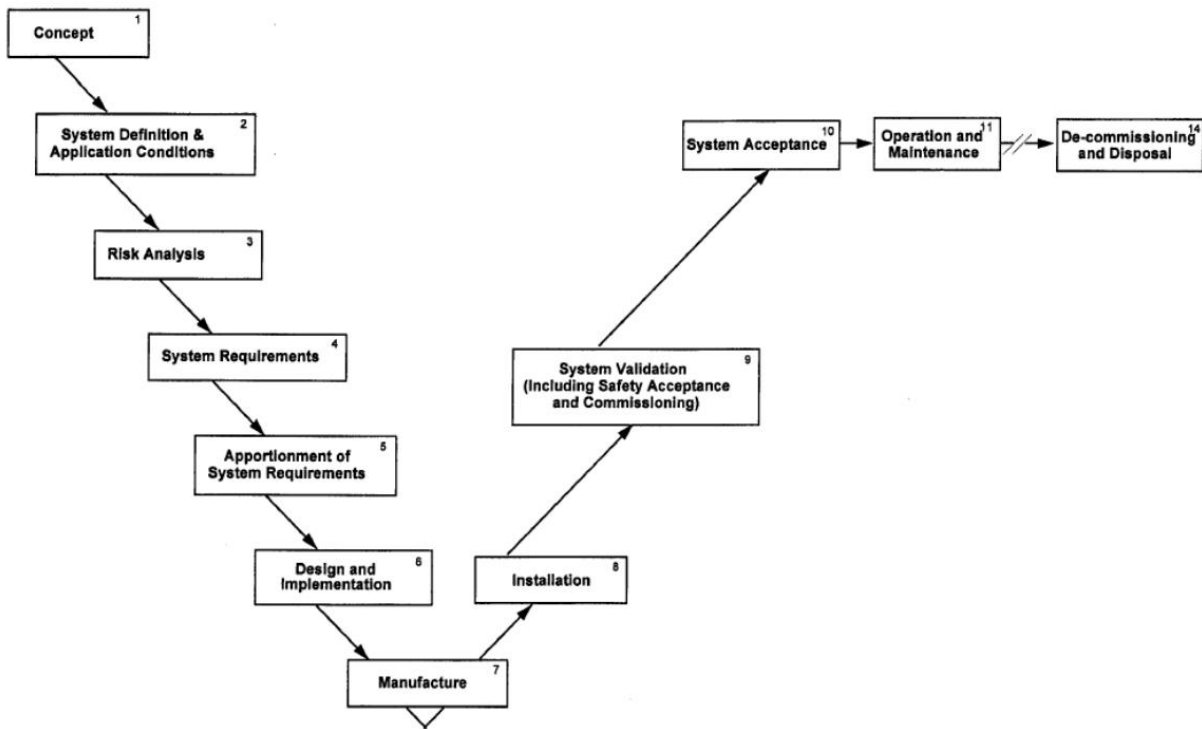 1
Concept
2
System Definition &
Application Conditions
3
Risk Analysis
4
System Requirements
5
Apportionment of
System Requirements
6
Design and
Implementation
7
Manufacture
8
Installation
9
System Validation
(Including Safety Acceptance
and Commissioning)
10
System Acceptance
11
Operation and
Maintenance
14
De-commissioning
and Disposal